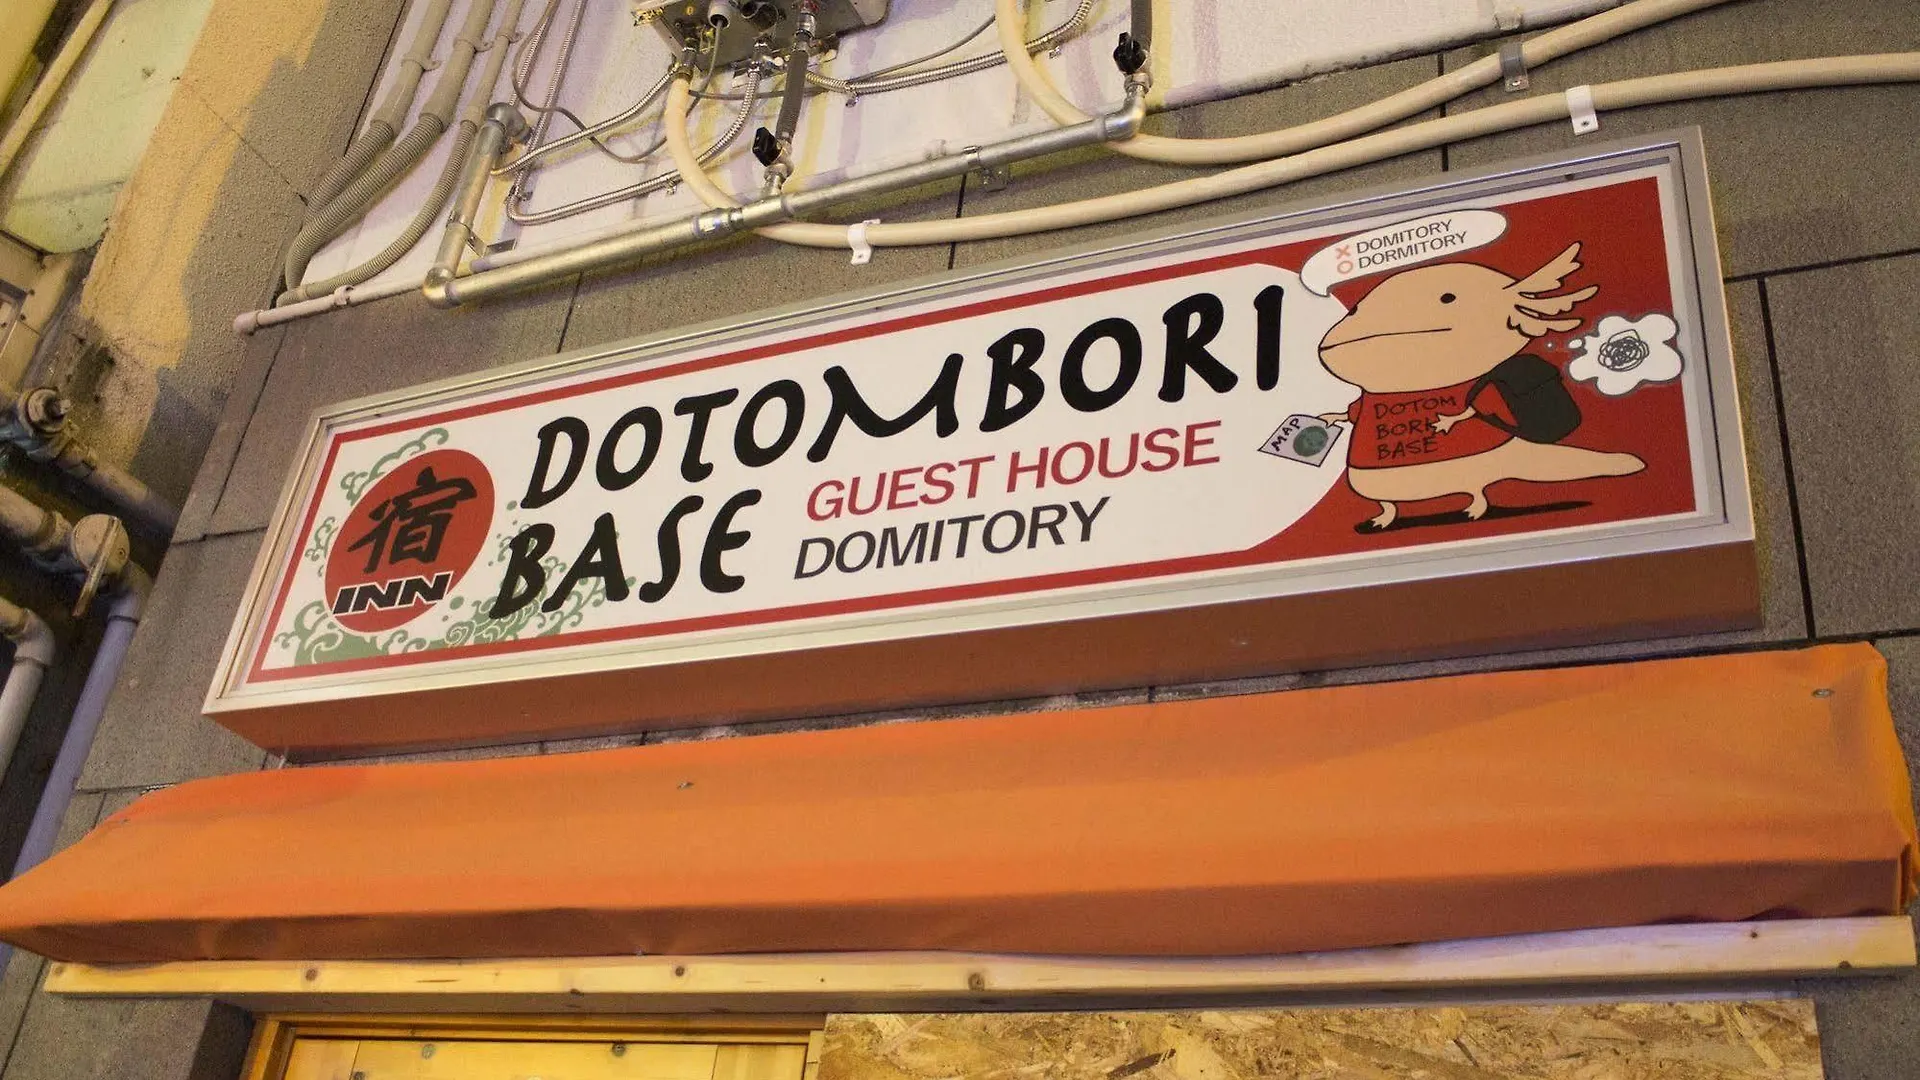 宿
INN
DOTOMBORI
BASE
GUEST HOUSE
DOMITORY
× DOMITORY
○ DORMITORY
MAP
DOTOM
BORI
BASE